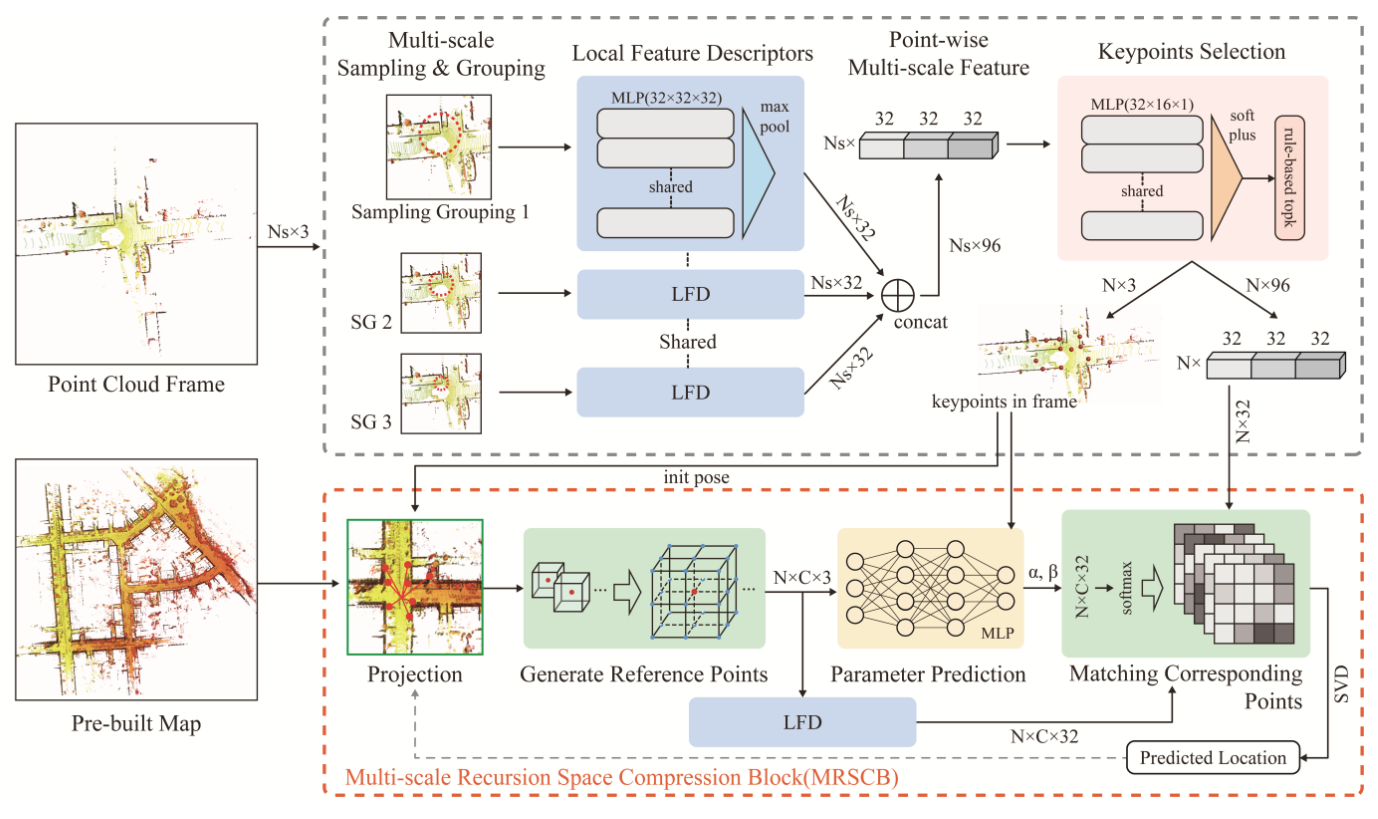 Multi-scale
Sampling & Grouping
Local Feature Descriptors
Point-wise
Multi-scale Feature
Keypoints Selection
MLP(32×32×32)
max
pool
shared
Sampling Grouping 1
Ns×3
Point Cloud Frame
SG 2
LFD
Shared
SG 3
LFD
Ns×32
Ns×32
Ns×32
concat
Ns×96
Ns×
32 32 32
MLP(32×16×1)
soft
plus
shared
rule-based topk
N×3
N×96
32 32 32
N×
keypoints in frame
N×32
init pose
Pre-built Map
Projection
...
...
Generate Reference Points
N×C×3
MLP
Parameter Prediction
α, β
N×C×32
softmax
Matching Corresponding
Points
SVD
LFD
N×C×32
Predicted Location
Multi-scale Recursion Space Compression Block(MRSCB)